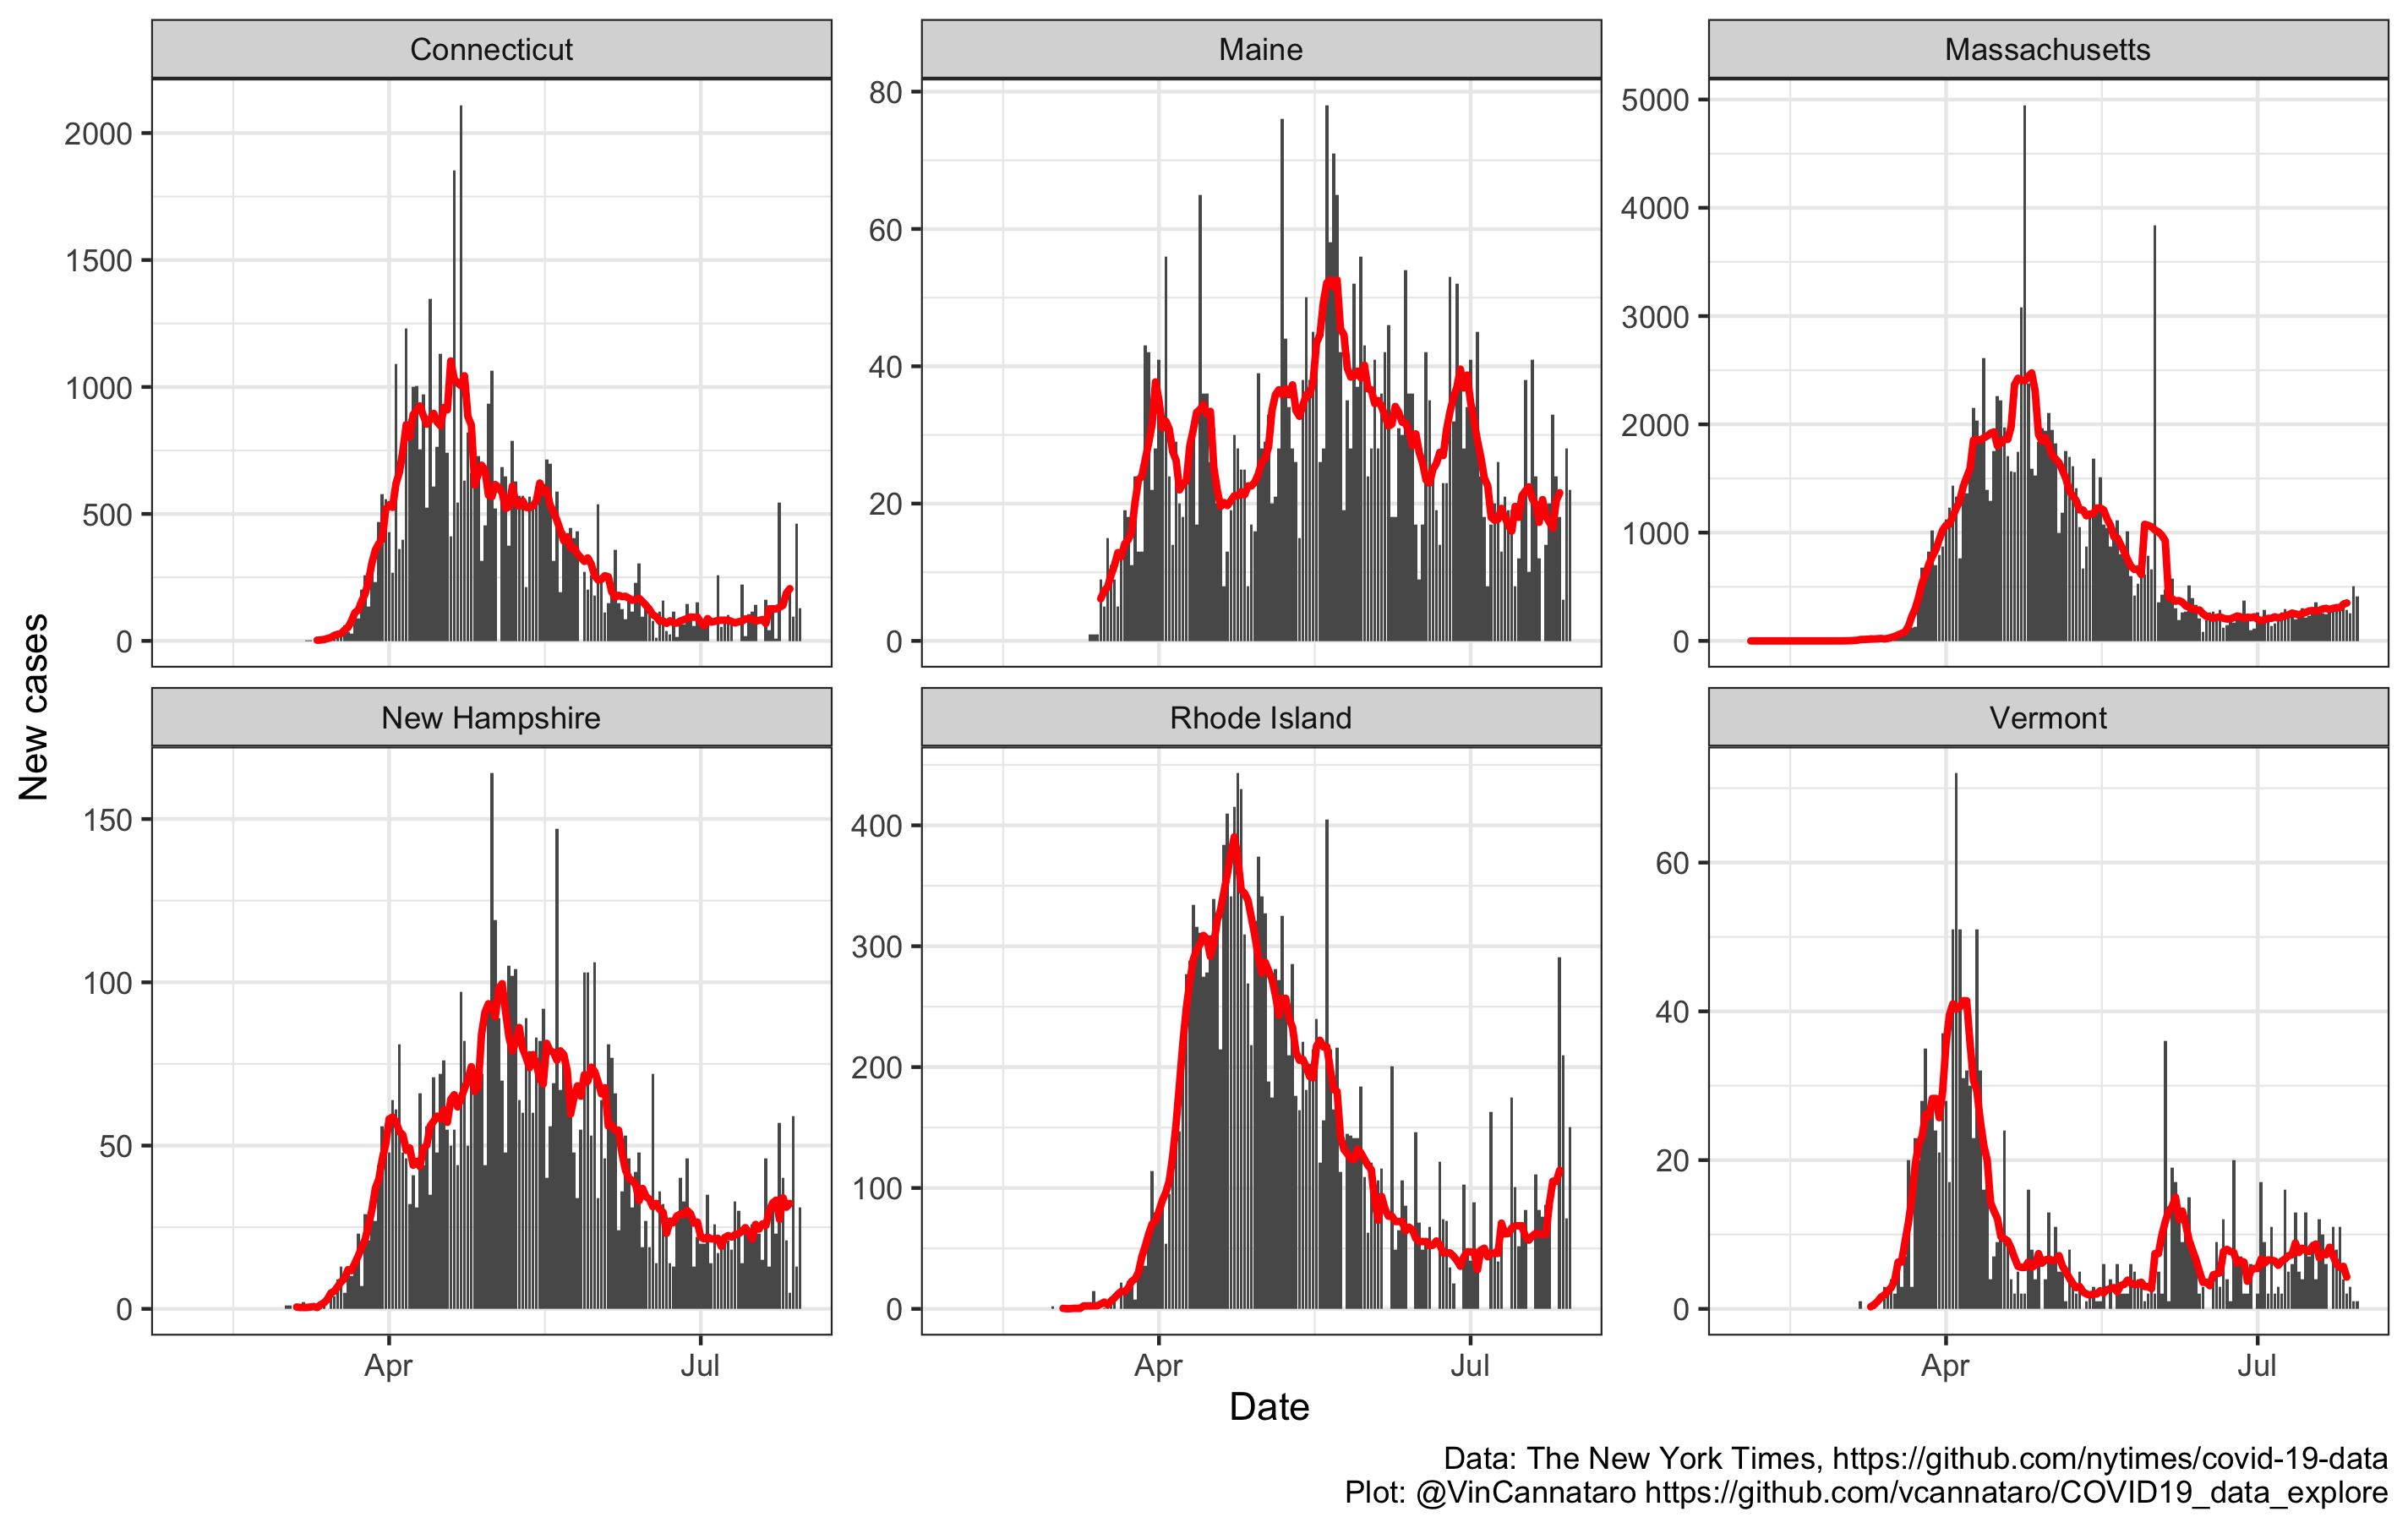 Connecticut
Maine
Massachusetts
2000
1500
1000
500
0
80
60
40
20
0
5000
4000
3000
2000
1000
0
New cases
New Hampshire
Rhode Island
Vermont
150
100
50
0
400
300
200
100
0
60
40
20
0
Apr
Jul
Apr
Jul
Apr
Jul
Date
Data: The New York Times, https://github.com/nytimes/covid-19-data
Plot: @VinCannataro https://github.com/vcannataro/COVID19_data_explore